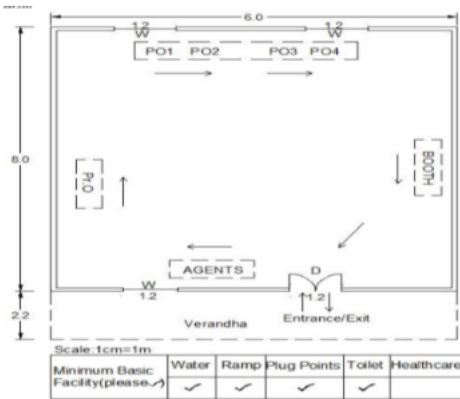 6.0
1.2 1.2
W W
PO1 PO2 PO3 PO4
8.0
Pr.O
BOOTH
AGENTS
D
W
1.2 1.2
2.2
Verandha Entrance/Exit
Scale:1cm=1m
Minimum Basic Facility(please✓) Water Ramp Plug Points Toilet Healthcare
✓ ✓ ✓ ✓